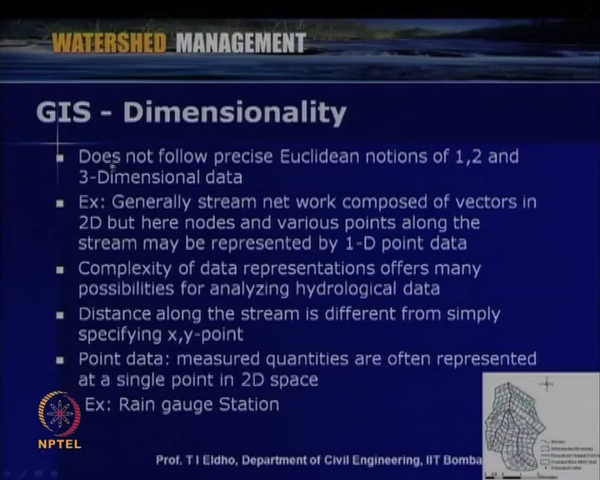 WATERSHED MANAGEMENT
GIS - Dimensionality
Does not follow precise Euclidean notions of 1,2 and
3-Dimensional data
Ex: Generally stream net work composed of vectors in
2D but here nodes and various points along the
stream may be represented by 1-D point data
Complexity of data representations offers many
possibilities for analyzing hydrological data
Distance along the stream is different from simply
specifying x,y-point
Point data: measured quantities are often represented
at a single point in 2D space
Ex: Rain gauge Station
NPTEL
Prof. T I Eldho, Department of Civil Engineering, IIT Bomba